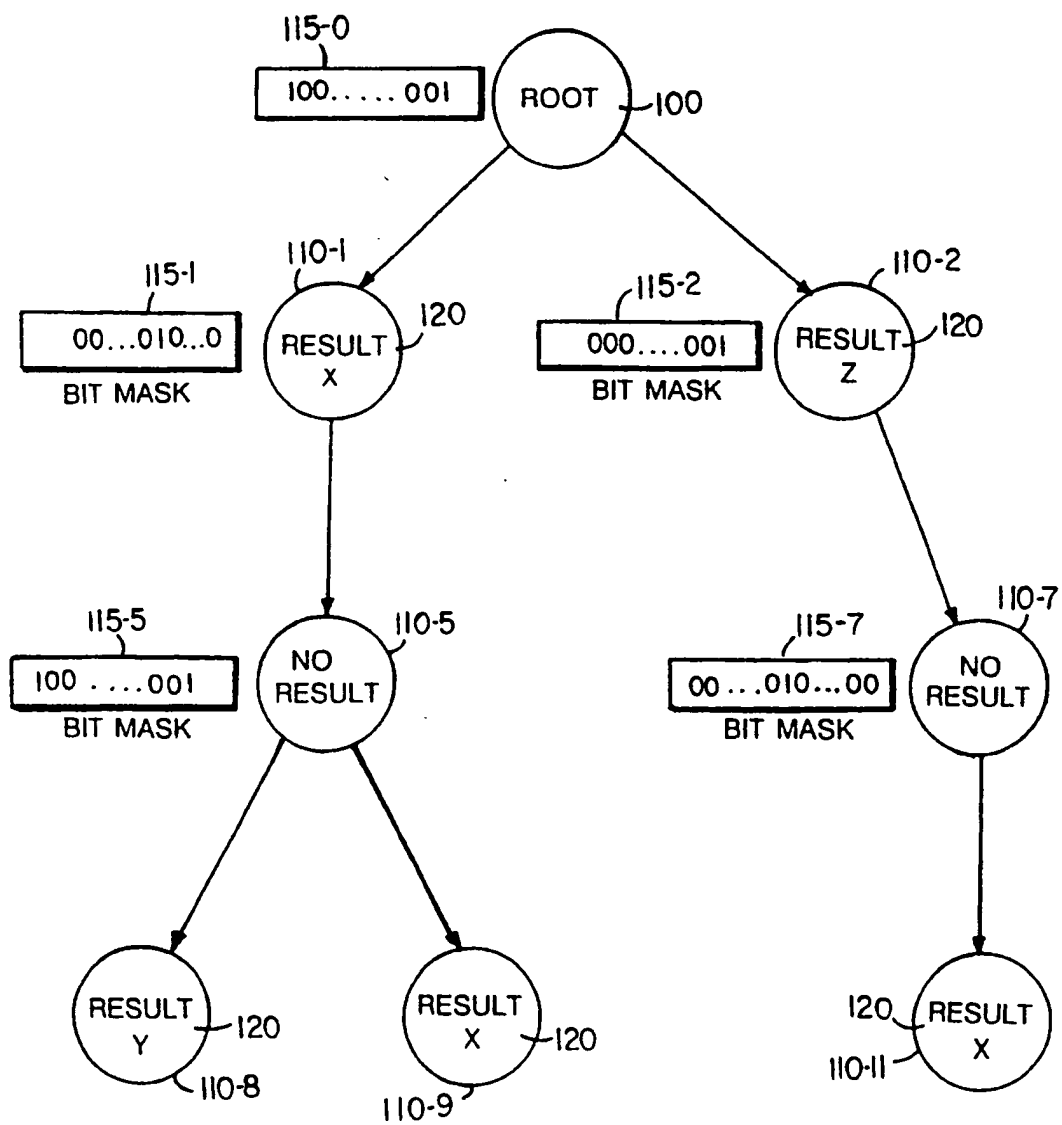 115-0
100.....001
ROOT
100
110-1
115-1
00...010...0
BIT MASK
RESULT
X
120
110-2
115-2
000....001
BIT MASK
RESULT
Z
120
115-5
100 ....001
BIT MASK
NO
RESULT
110-5
115-7
00...010...00
BIT MASK
NO
RESULT
110-7
RESULT
Y
120
110-8
RESULT
X
120
110-9
120
RESULT
X
110-11